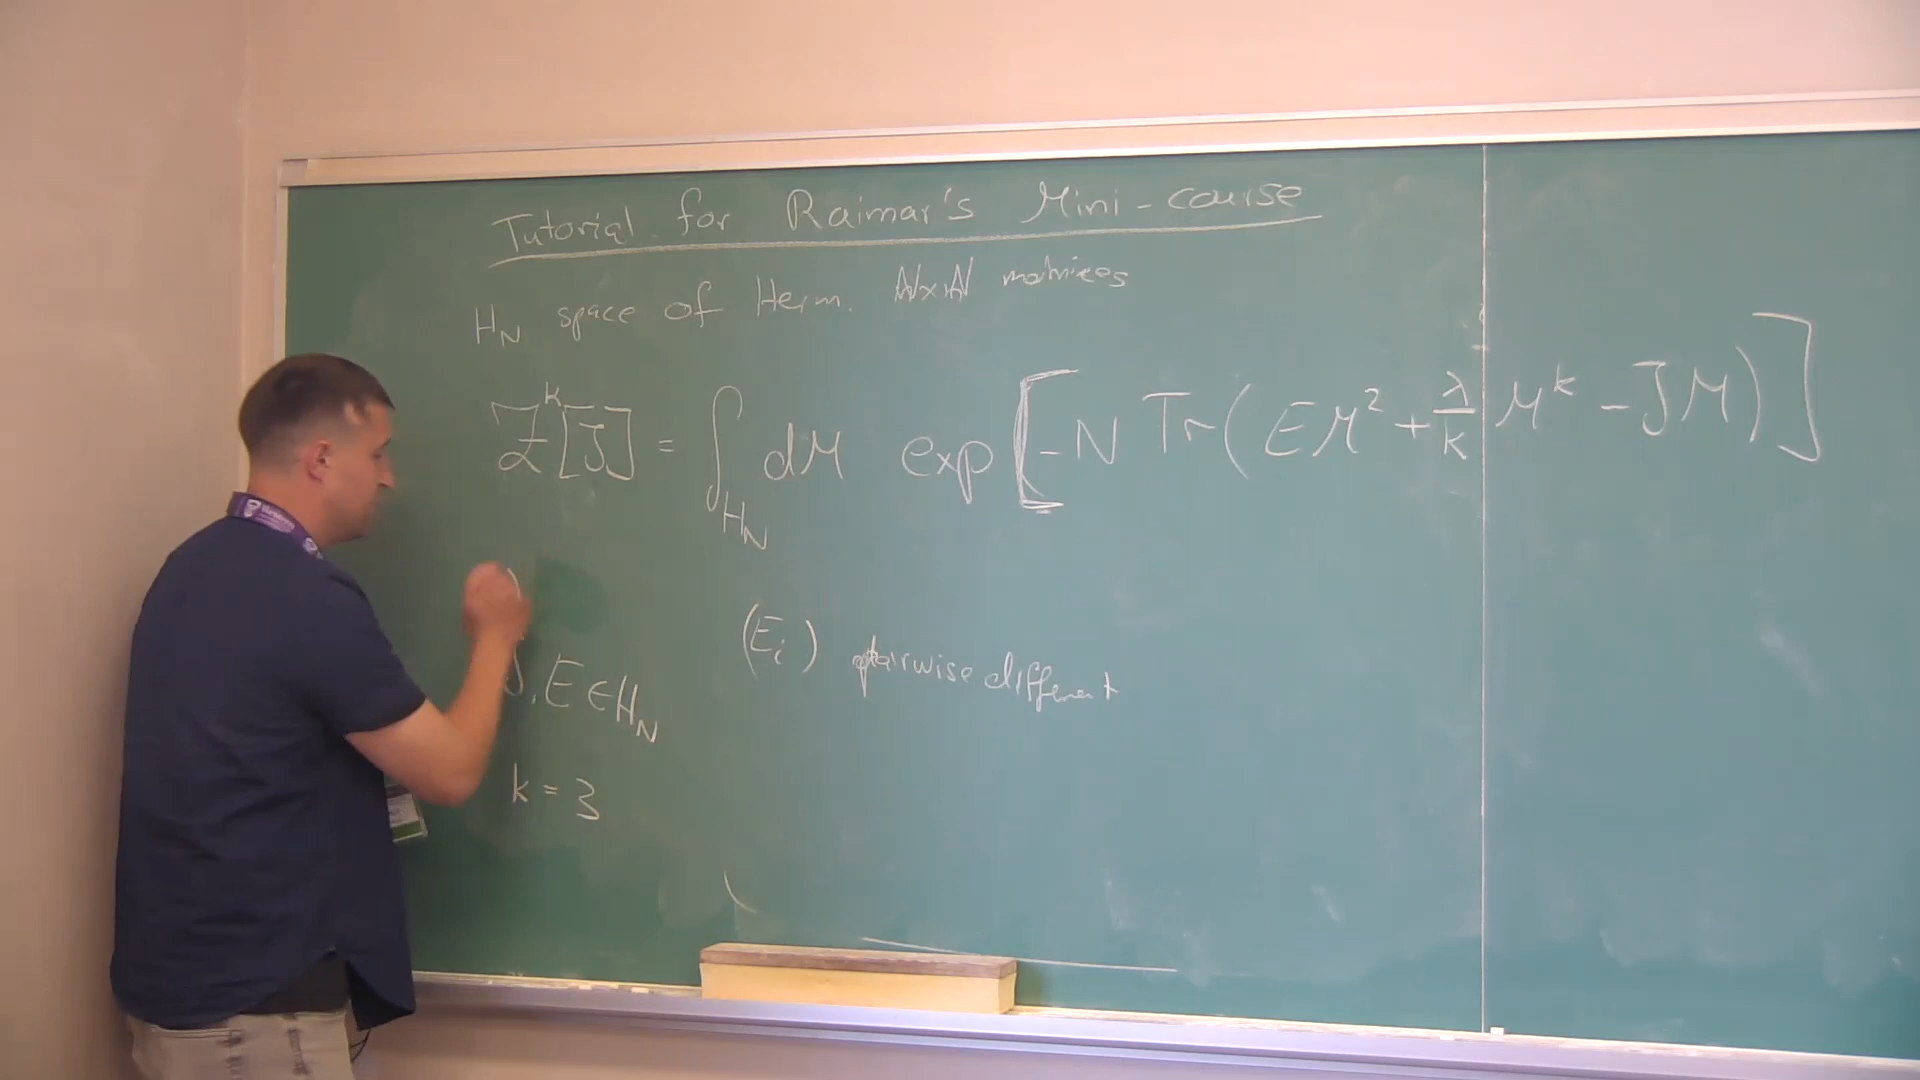 Tutorial for Raimar's Mini-course
H_N space of Herm. N×N matrices
Z^k[J] = ∫_{H_N} dM exp[-N Tr(EM² + λ/k M^k - JM)]
(E_i) pairwise different
J, E ∈ H_N
k = 3